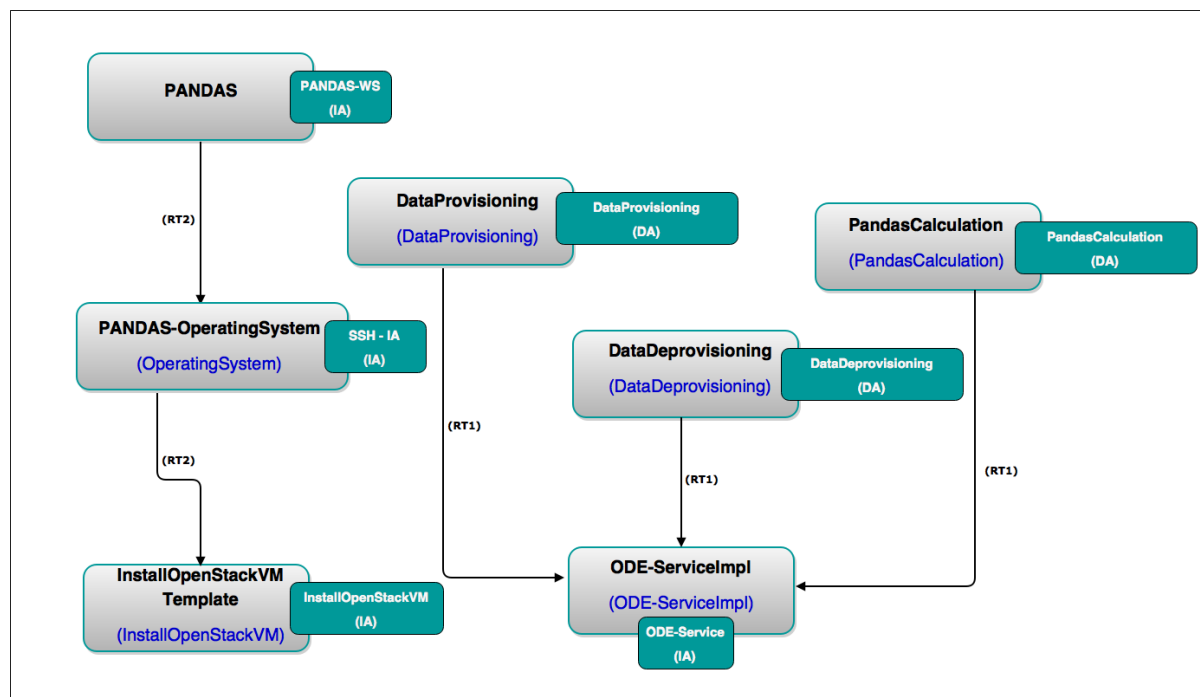 PANDAS
PANDAS-WS
(IA)
(RT2)
DataProvisioning
(DataProvisioning)
DataProvisioning
(DA)
PandasCalculation
(PandasCalculation)
PandasCalculation
(DA)
PANDAS-OperatingSystem
(OperatingSystem)
SSH - IA
(IA)
DataDeprovisioning
(DataDeprovisioning)
DataDeprovisioning
(DA)
(RT2)
(RT1)
(RT1)
(RT1)
InstallOpenStackVM
Template
(InstallOpenStackVM)
InstallOpenStackVM
(IA)
ODE-ServiceImpl
(ODE-ServiceImpl)
ODE-Service
(IA)